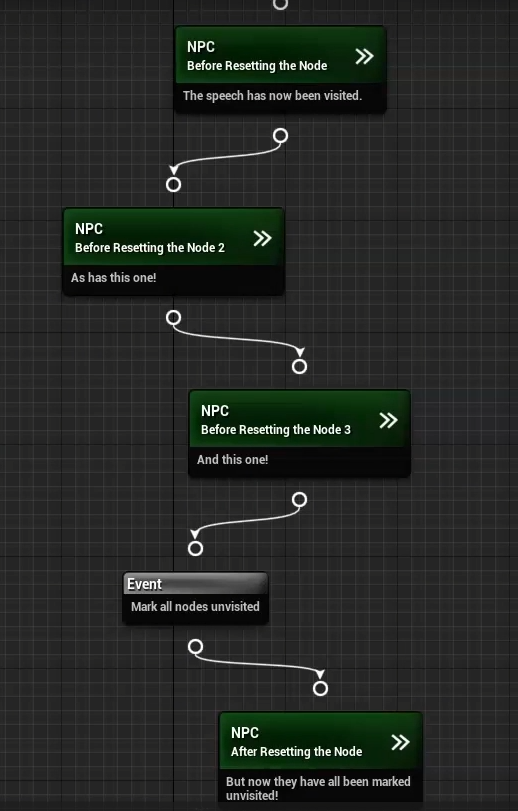 NPC
Before Resetting the Node
The speech has now been visited.
NPC
Before Resetting the Node 2
As has this one!
NPC
Before Resetting the Node 3
And this one!
Event
Mark all nodes unvisited
NPC
After Resetting the Node
But now they have all been marked
unvisited!